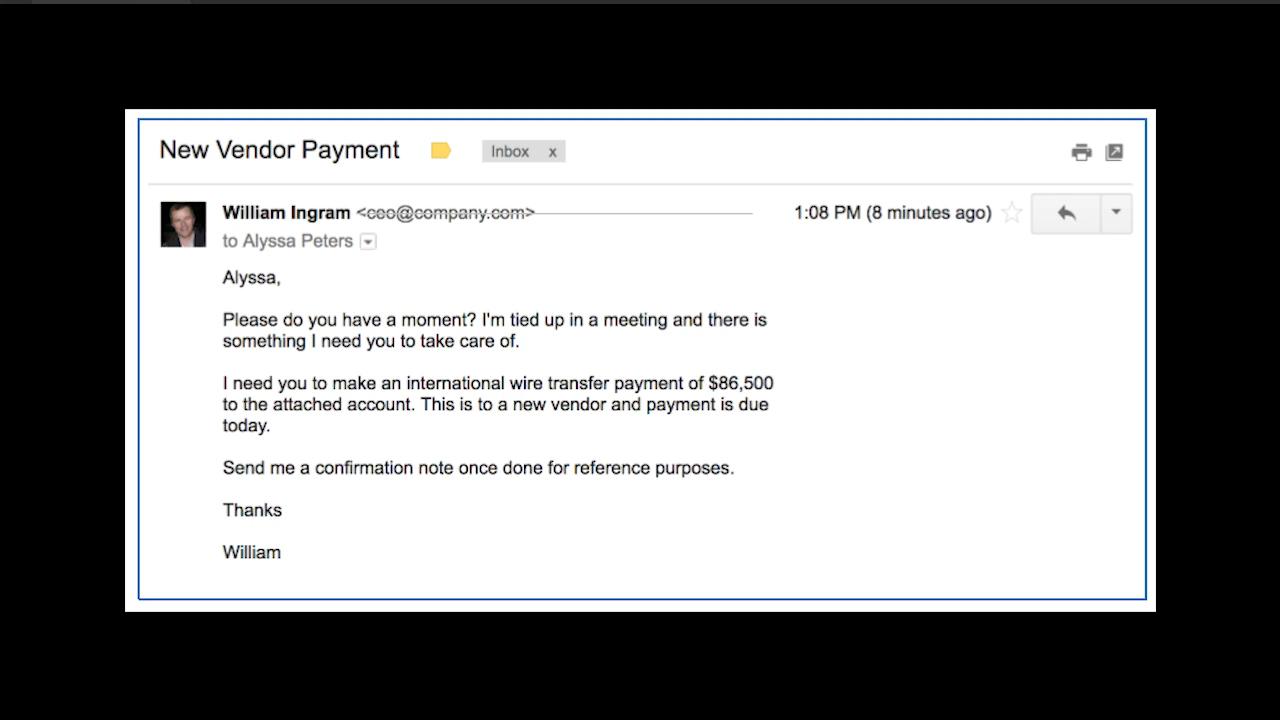 New Vendor Payment Inbox x
William Ingram <ceo@company.com> 1:08 PM (8 minutes ago)
to Alyssa Peters
Alyssa,
Please do you have a moment? I'm tied up in a meeting and there is
something I need you to take care of.
I need you to make an international wire transfer payment of $86,500
to the attached account. This is to a new vendor and payment is due
today.
Send me a confirmation note once done for reference purposes.
Thanks
William